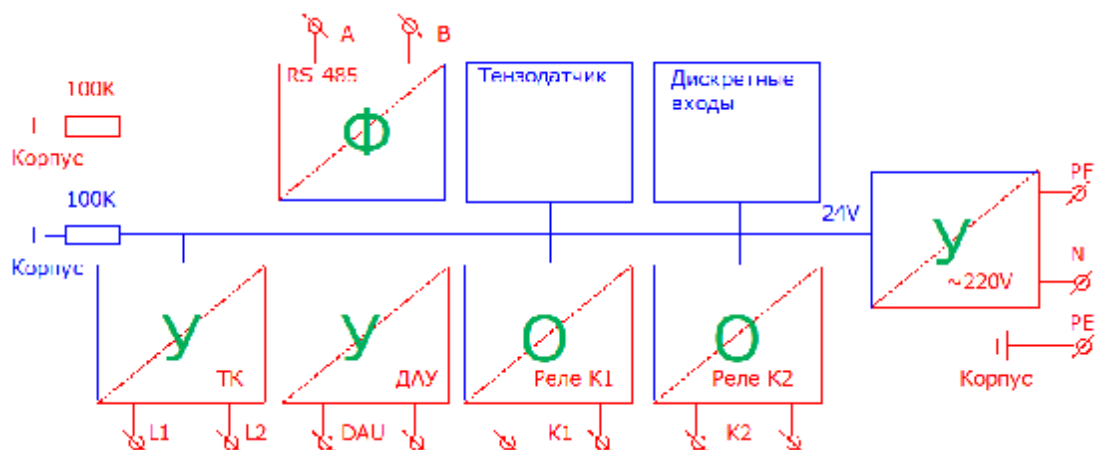 A B
RS 485
Тензодатчик
Дискретные
входы
100K
Корпус
Ф
100K
Корпус
24V
PF
У
N
~220V
PE
Корпус
У
ТК
У
ДАУ
О
Реле К1
О
Реле К2
L1 L2 DAU K1 K2